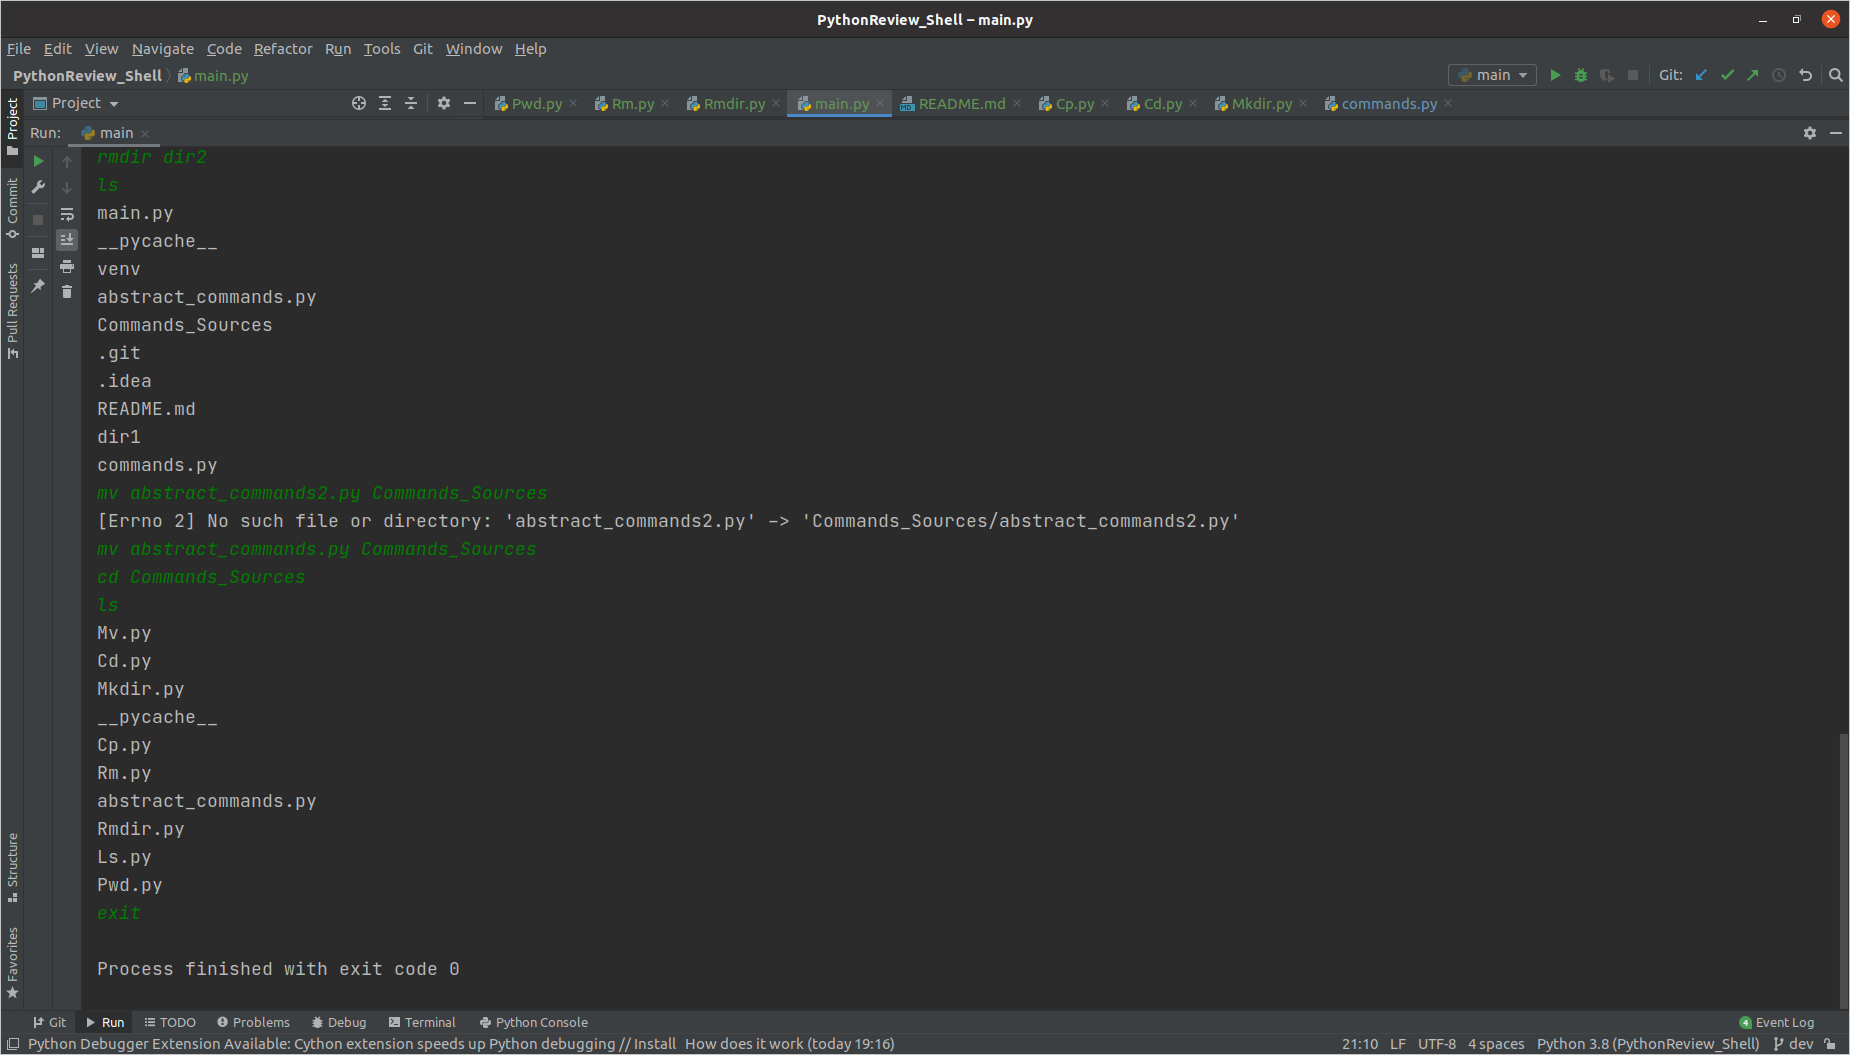 PythonReview_Shell – main.py
File Edit View Navigate Code Refactor Run Tools Git Window Help
PythonReview_Shell main.py
main Git:
Project
Pwd.py Rm.py Rmdir.py main.py README.md Cp.py Cd.py Mkdir.py commands.py
Run: main
Project
Commit
Pull Requests
Structure
Favorites
rmdir dir2
ls
main.py
__pycache__
venv
abstract_commands.py
Commands_Sources
.git
.idea
README.md
dir1
commands.py
mv abstract_commands2.py Commands_Sources
[Errno 2] No such file or directory: 'abstract_commands2.py' -> 'Commands_Sources/abstract_commands2.py'
mv abstract_commands.py Commands_Sources
cd Commands_Sources
ls
Mv.py
Cd.py
Mkdir.py
__pycache__
Cp.py
Rm.py
abstract_commands.py
Rmdir.py
Ls.py
Pwd.py
exit
Process finished with exit code 0
Git Run TODO Problems Debug Terminal Python Console 4 Event Log
Python Debugger Extension Available: Cython extension speeds up Python debugging // Install How does it work (today 19:16) 21:10 LF UTF-8 4 spaces Python 3.8 (PythonReview_Shell) dev